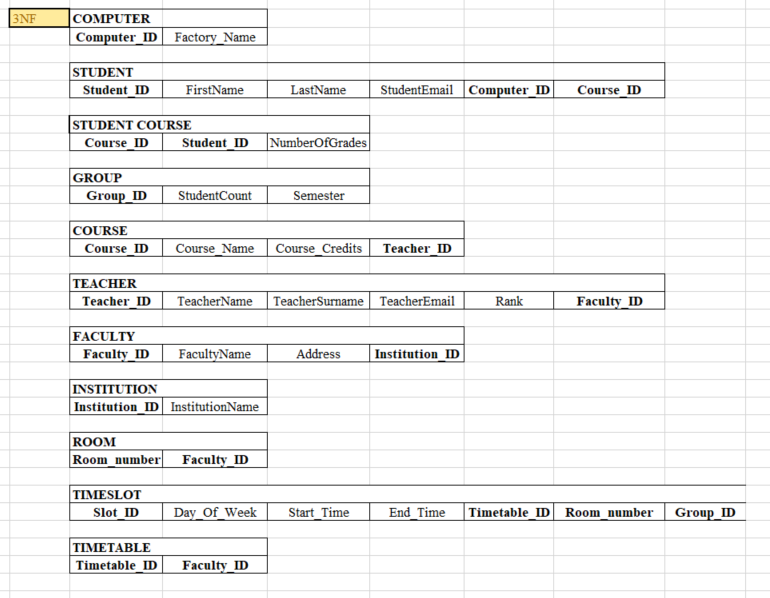 3NF COMPUTER
Computer_ID Factory_Name
STUDENT
Student_ID FirstName LastName StudentEmail Computer_ID Course_ID
STUDENT COURSE
Course_ID Student_ID NumberOfGrades
GROUP
Group_ID StudentCount Semester
COURSE
Course_ID Course_Name Course_Credits Teacher_ID
TEACHER
Teacher_ID TeacherName TeacherSurname TeacherEmail Rank Faculty_ID
FACULTY
Faculty_ID FacultyName Address Institution_ID
INSTITUTION
Institution_ID InstitutionName
ROOM
Room_number Faculty_ID
TIMESLOT
Slot_ID Day_Of_Week Start_Time End_Time Timetable_ID Room_number Group_ID
TIMETABLE
Timetable_ID Faculty_ID